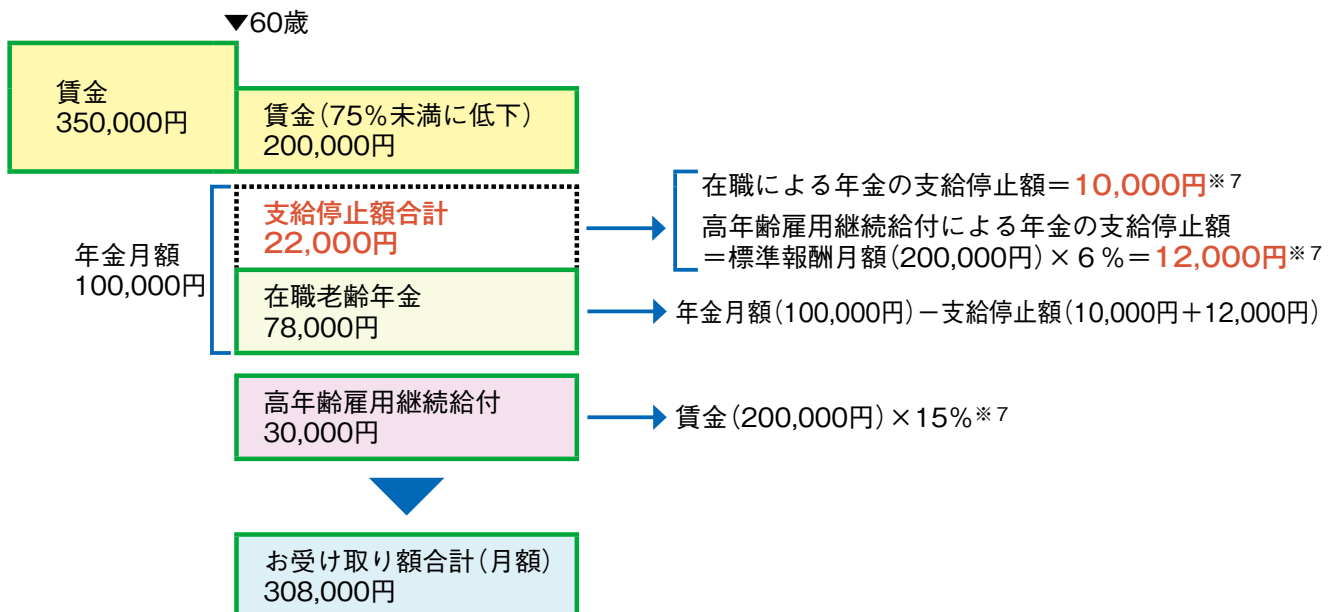 ▼60歳
賃金
350,000円
賃金(75%未満に低下)
200,000円
年金月額
100,000円
支給停止額合計
22,000円
在職による年金の支給停止額=10,000円※7
高年齢雇用継続給付による年金の支給停止額
=標準報酬月額(200,000円)×6%=12,000円※7
在職老齢年金
78,000円
年金月額(100,000円)-支給停止額(10,000円+12,000円)
高年齢雇用継続給付
30,000円
賃金(200,000円)×15%※7
お受け取り額合計(月額)
308,000円